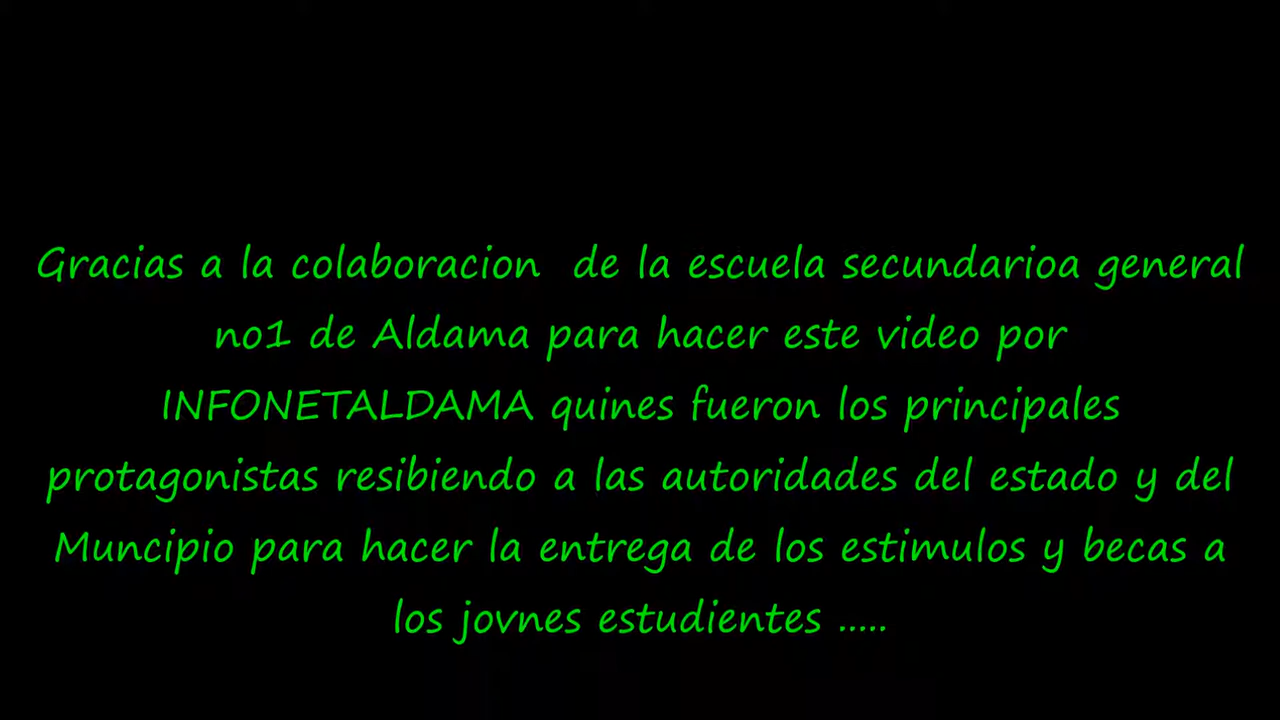 Gracias a la colaboracion de la escuela secundarioa general
no1 de Aldama para hacer este video por
INFONETALDAMA quines fueron los principales
protagonistas resibiendo a las autoridades del estado y del
Muncipio para hacer la entrega de los estimulos y becas a
los jovnes estudientes .....